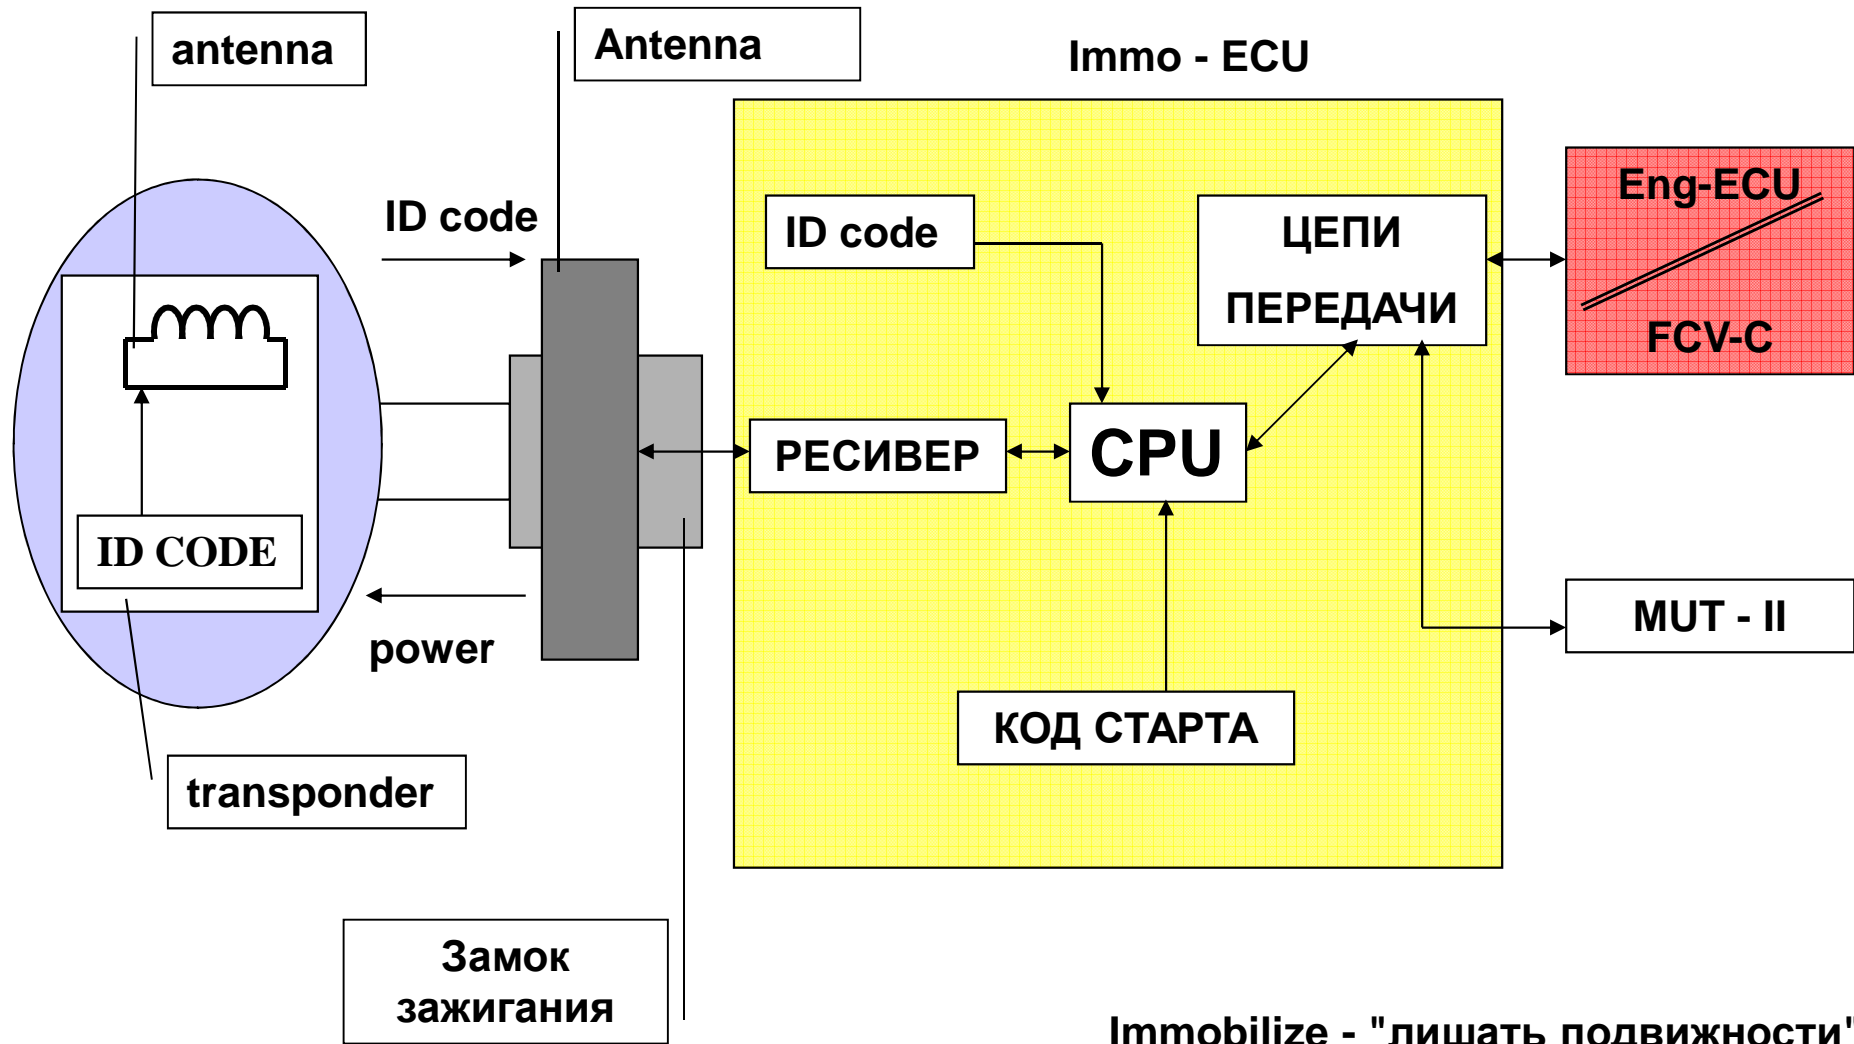 antenna
Antenna
Immo - ECU
ID code
ID code
ЦЕПИ
ПЕРЕДАЧИ
Eng-ECU
FCV-C
РЕСИВЕР
CPU
ID CODE
power
MUT - II
КОД СТАРТА
transponder
Замок
зажигания
Immobilize - "лишать подвижности"